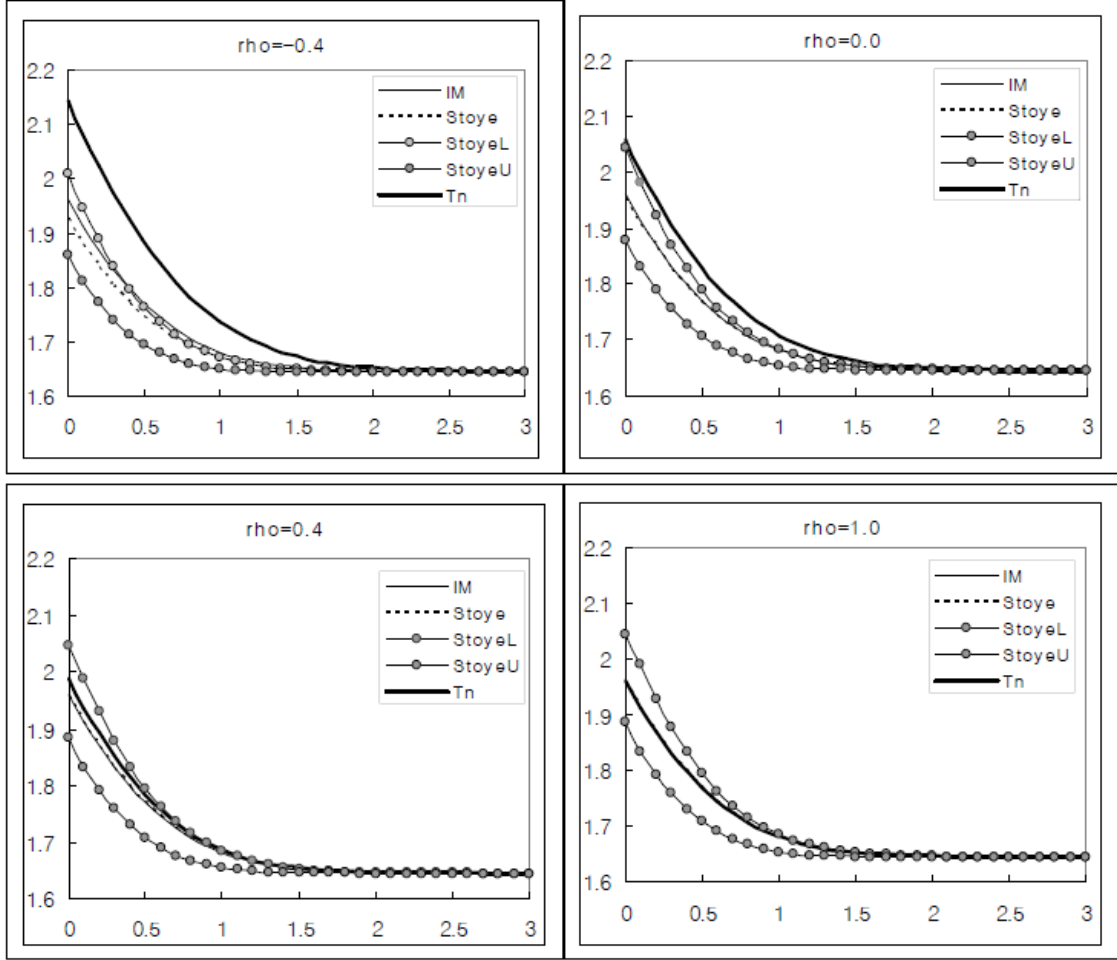 rho=−0.4
2.2
2.1
2
1.9
1.8
1.7
1.6
0 0.5 1 1.5 2 2.5 3
IM
Stoye
StoyeL
StoyeU
Tn
rho=0.0
2.2
2.1
2
1.9
1.8
1.7
1.6
0 0.5 1 1.5 2 2.5 3
IM
Stoye
StoyeL
StoyeU
Tn
rho=0.4
2.2
2.1
2
1.9
1.8
1.7
1.6
0 0.5 1 1.5 2 2.5 3
IM
Stoye
StoyeL
StoyeU
Tn
rho=1.0
2.2
2.1
2
1.9
1.8
1.7
1.6
0 0.5 1 1.5 2 2.5 3
IM
Stoye
StoyeL
StoyeU
Tn